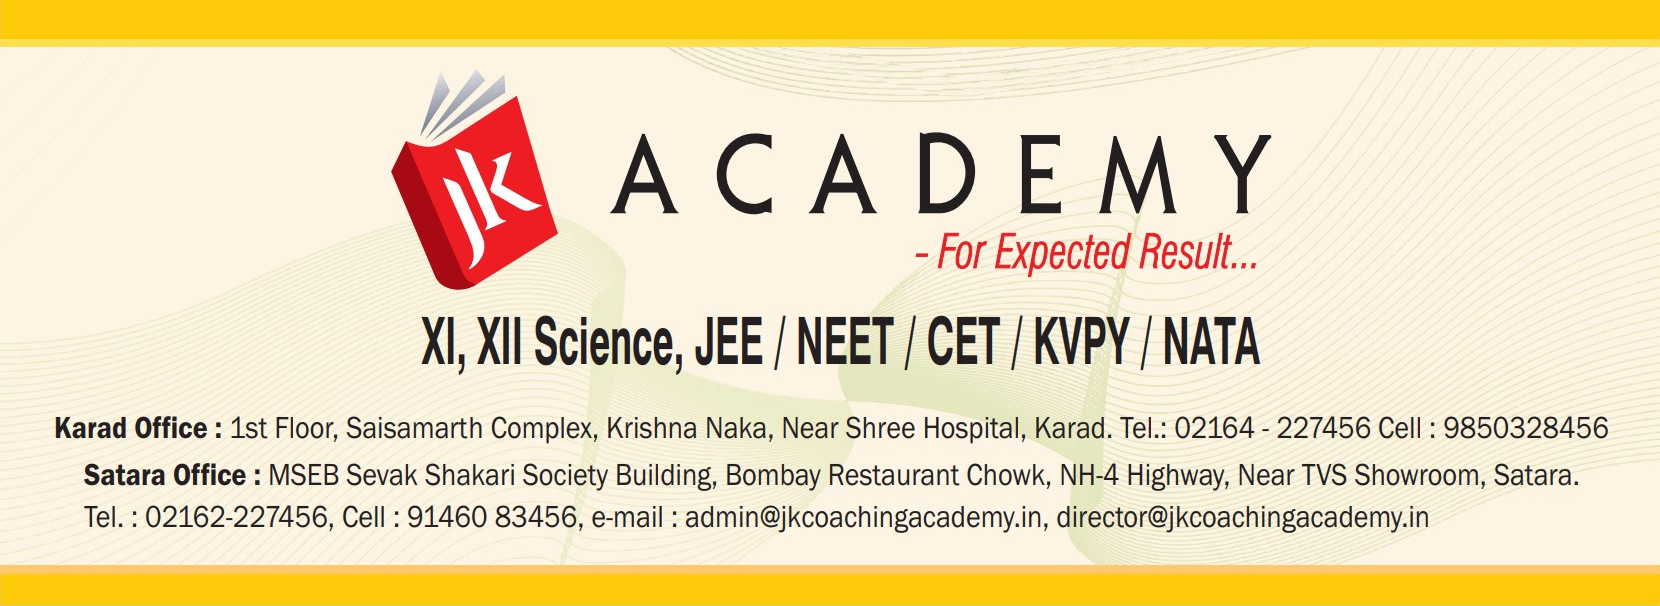 jk ACADEMY
- For Expected Result...
XI, XII Science, JEE / NEET / CET / KVPY / NATA
Karad Office : 1st Floor, Saisamarth Complex, Krishna Naka, Near Shree Hospital, Karad. Tel.: 02164 - 227456 Cell : 9850328456
Satara Office : MSEB Sevak Shakari Society Building, Bombay Restaurant Chowk, NH-4 Highway, Near TVS Showroom, Satara.
Tel. : 02162-227456, Cell : 91460 83456, e-mail : admin@jkcoachingacademy.in, director@jkcoachingacademy.in